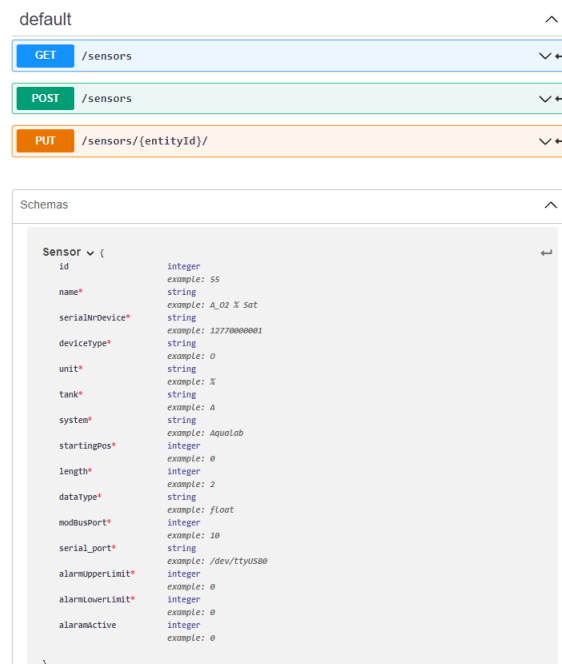 default
GET /sensors
POST /sensors
PUT /sensors/{entityId}/
Schemas
Sensor {
id integer
example: 55
name* string
example: A_O2 % Sat
serialNrDevice* string
example: 12770000001
deviceType* string
example: O
unit* string
example: %
tank* string
example: A
system* string
example: Aqualab
startingPos* integer
example: 0
length* integer
example: 2
dataType* string
example: float
modBusPort* integer
example: 10
serial_port* string
example: /dev/ttyUSB0
alarmUpperLimit* integer
example: 0
alarmLowerLimit* integer
example: 0
alaramActive integer
example: 0
}